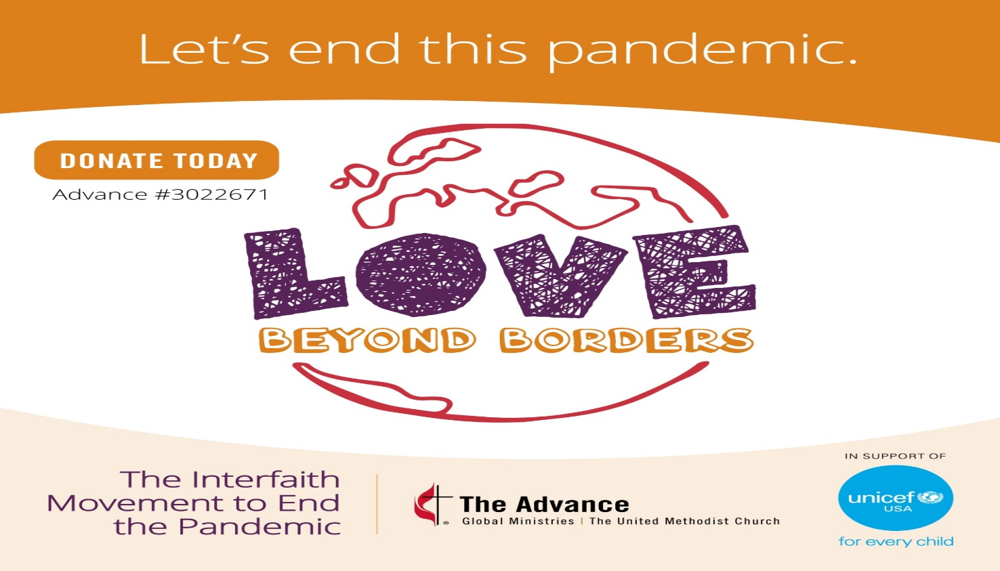 Let's end this pandemic.
DONATE TODAY
Advance #3022671
LOVE
BEYOND BORDERS
The Interfaith
Movement to End
the Pandemic
The Advance
Global Ministries | The United Methodist Church
IN SUPPORT OF
unicef
USA
for every child